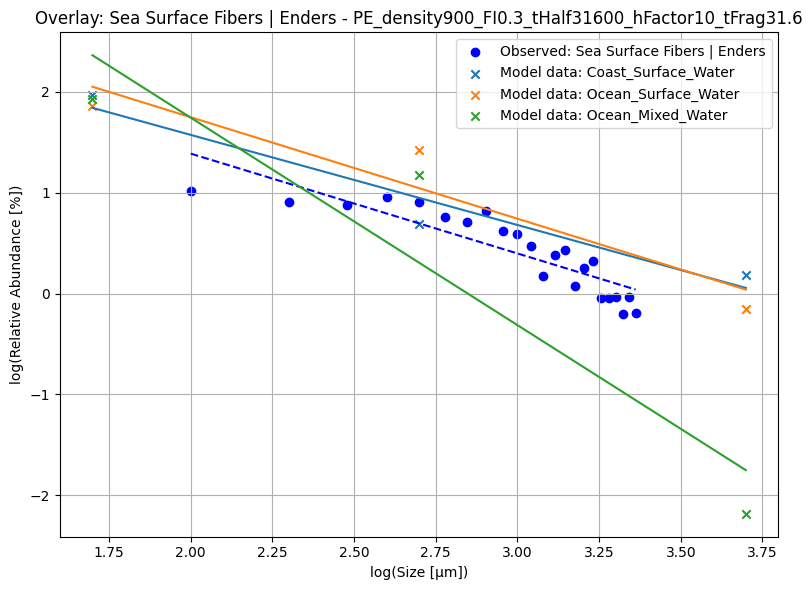 Overlay: Sea Surface Fibers | Enders - PE_density900_FI0.3_tHalf31600_hFactor10_tFrag31.6
Observed: Sea Surface Fibers | Enders
Model data: Coast_Surface_Water
Model data: Ocean_Surface_Water
Model data: Ocean_Mixed_Water
log(Relative Abundance [%])
2
1
0
−1
−2
1.75 2.00 2.25 2.50 2.75 3.00 3.25 3.50 3.75
log(Size [μm])